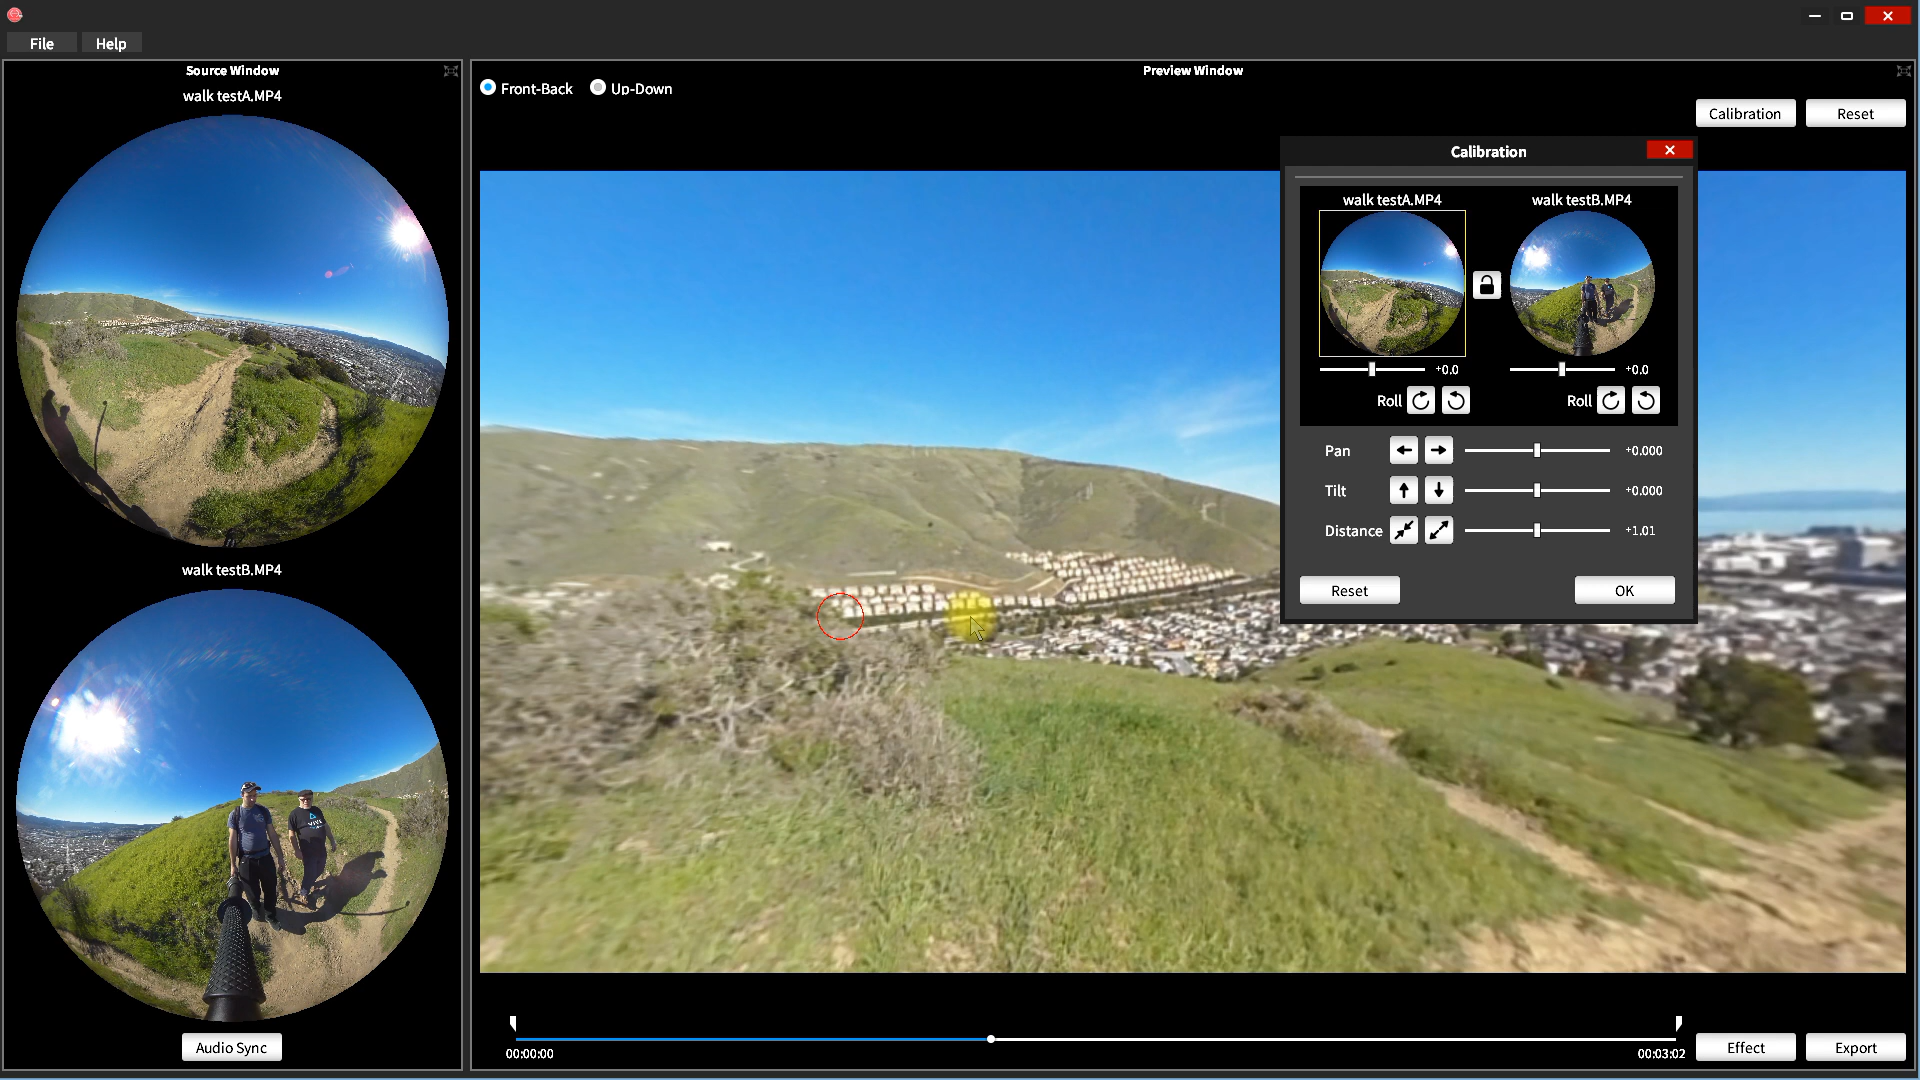 File Help
Source Window
walk testA.MP4
walk testB.MP4
Audio Sync
Preview Window
Front-Back Up-Down
Calibration Reset
Calibration
walk testA.MP4 walk testB.MP4
+0.0 +0.0
Roll Roll
Pan +0.000
Tilt +0.000
Distance +1.01
Reset OK
VIVE
00:00:00 00:03:02
Effect Export